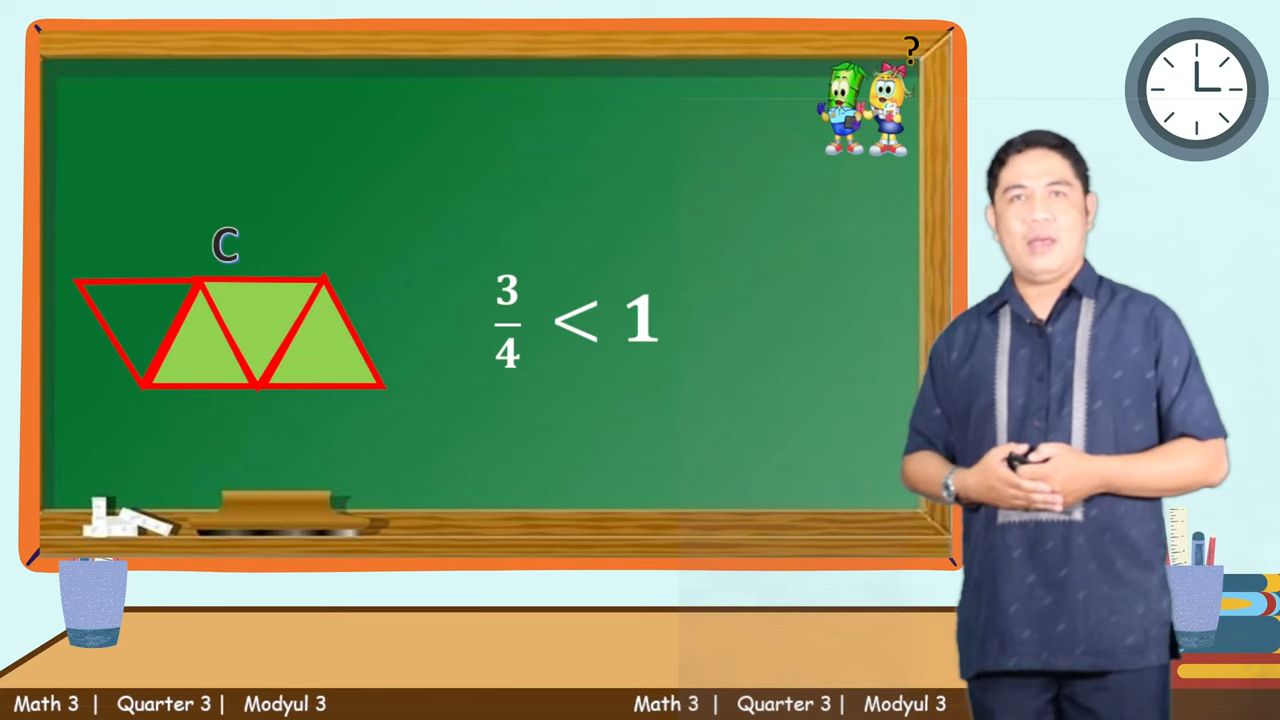 ?
C
3/4 < 1
Math 3 | Quarter 3 | Modyul 3
Math 3 | Quarter 3 | Modyul 3